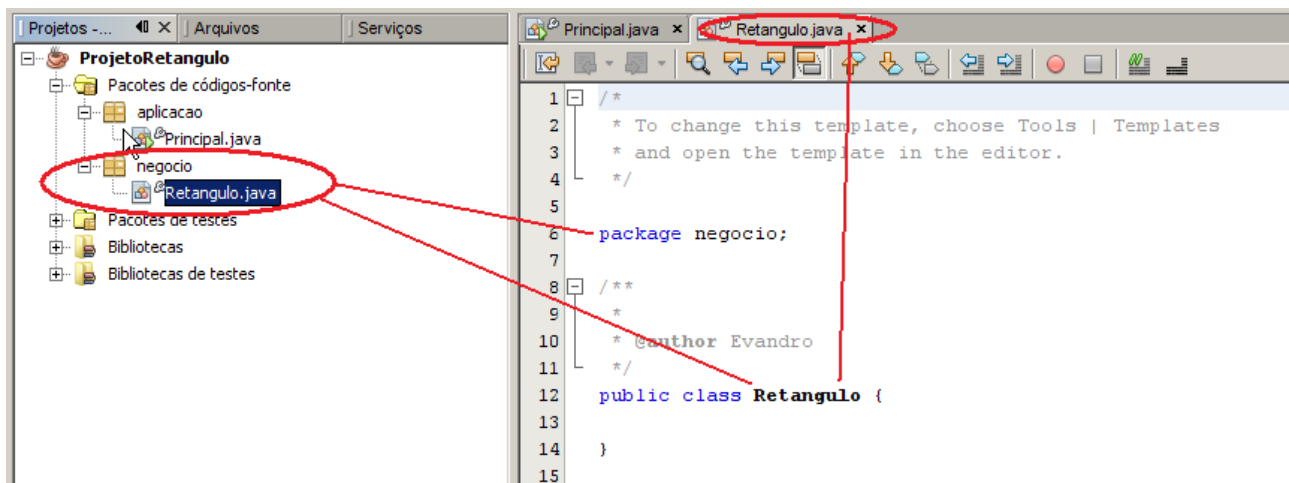 Projetos -...
Arquivos
Serviços
ProjetoRetangulo
Pacotes de códigos-fonte
aplicacao
Principal.java
negocio
Retangulo.java
Pacotes de testes
Bibliotecas
Bibliotecas de testes
Principal.java
Retangulo.java
1 /*
2 * To change this template, choose Tools | Templates
3 * and open the template in the editor.
4 */
5
6 package negocio;
7
8 /**
9 *
10 * @author Evandro
11 */
12 public class Retangulo {
13
14 }
15